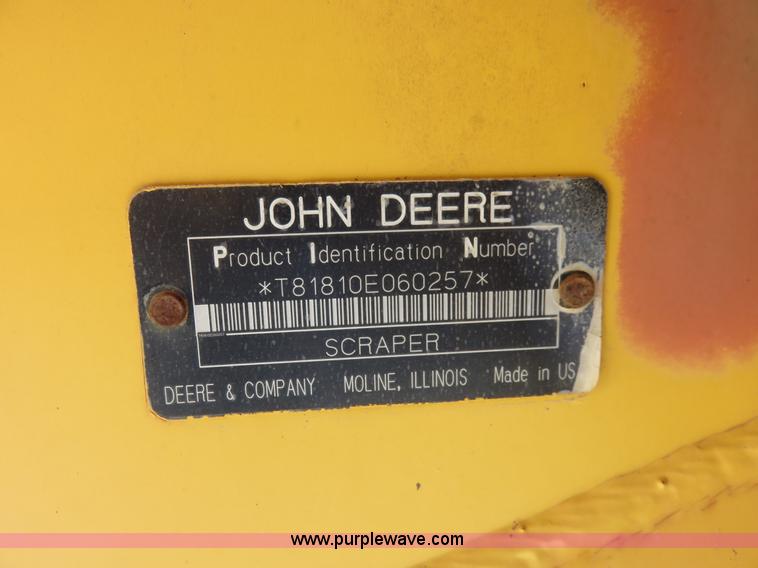 JOHN DEERE
Product Identification Number
*T81810E060257*
SCRAPER
DEERE & COMPANY MOLINE, ILLINOIS Made in US
www.purplewave.com